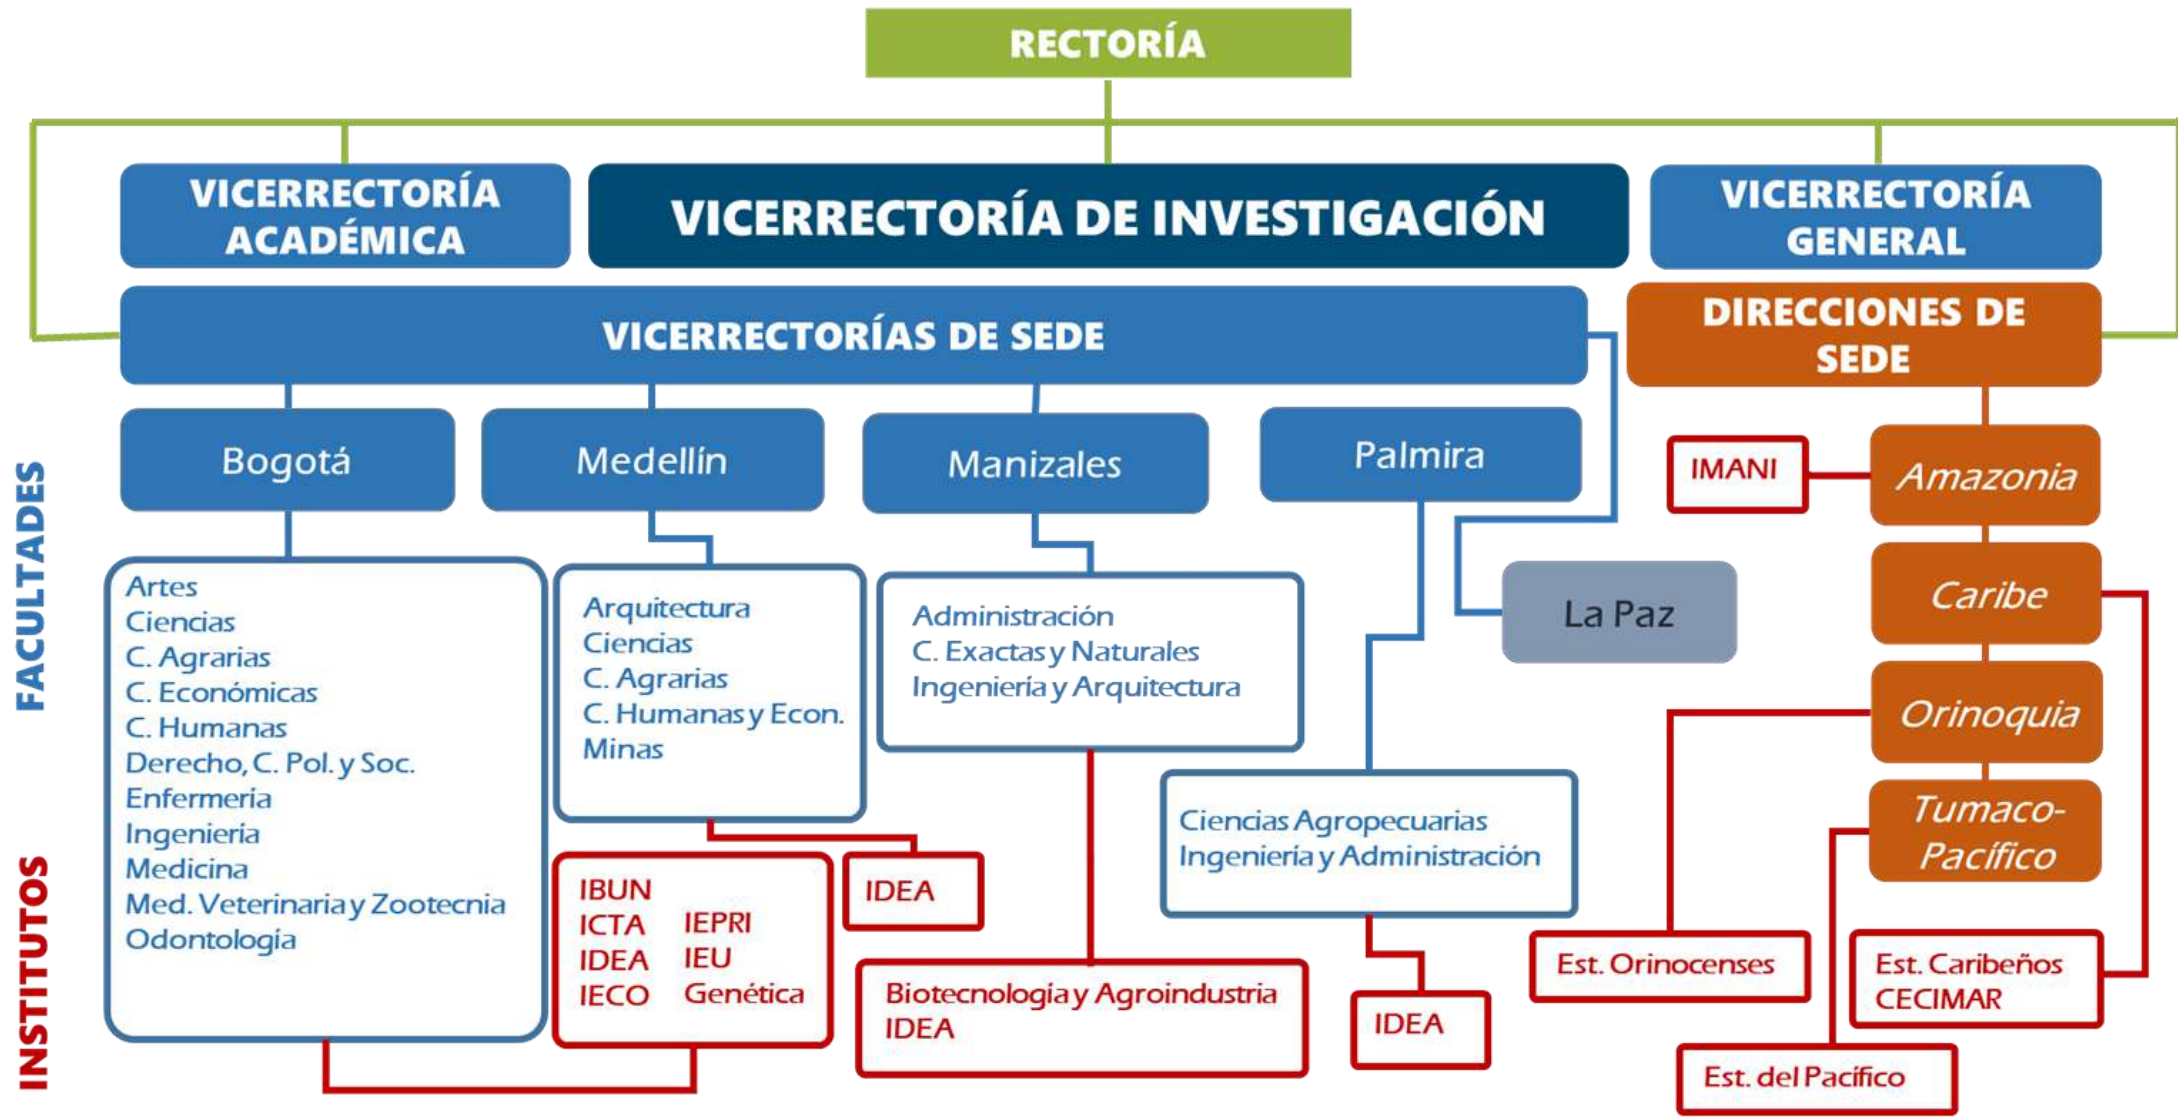 RECTORÍA
VICERRECTORÍA
ACADÉMICA
VICERRECTORÍA DE INVESTIGACIÓN
VICERRECTORÍA
GENERAL
VICERRECTORÍAS DE SEDE
DIRECCIONES DE
SEDE
FACULTADES
Bogotá
Medellín
Manizales
Palmira
La Paz
IMANI
Amazonia
Caribe
Orinoquia
Tumaco-
Pacífico
Artes
Ciencias
C. Agrarias
C. Económicas
C. Humanas
Derecho, C. Pol. y Soc.
Enfermería
Ingeniería
Medicina
Med. Veterinaria y Zootecnia
Odontología
Arquitectura
Ciencias
C. Agrarias
C. Humanas y Econ.
Minas
Administración
C. Exactas y Naturales
Ingeniería y Arquitectura
Ciencias Agropecuarias
Ingeniería y Administración
INSTITUTOS
IBUN
ICTA
IDEA
IECO
IEPRI
IEU
Genética
IDEA
Biotecnología y Agroindustria
IDEA
IDEA
Est. Orinocenses
Est. Caribeños
CECIMAR
Est. del Pacífico